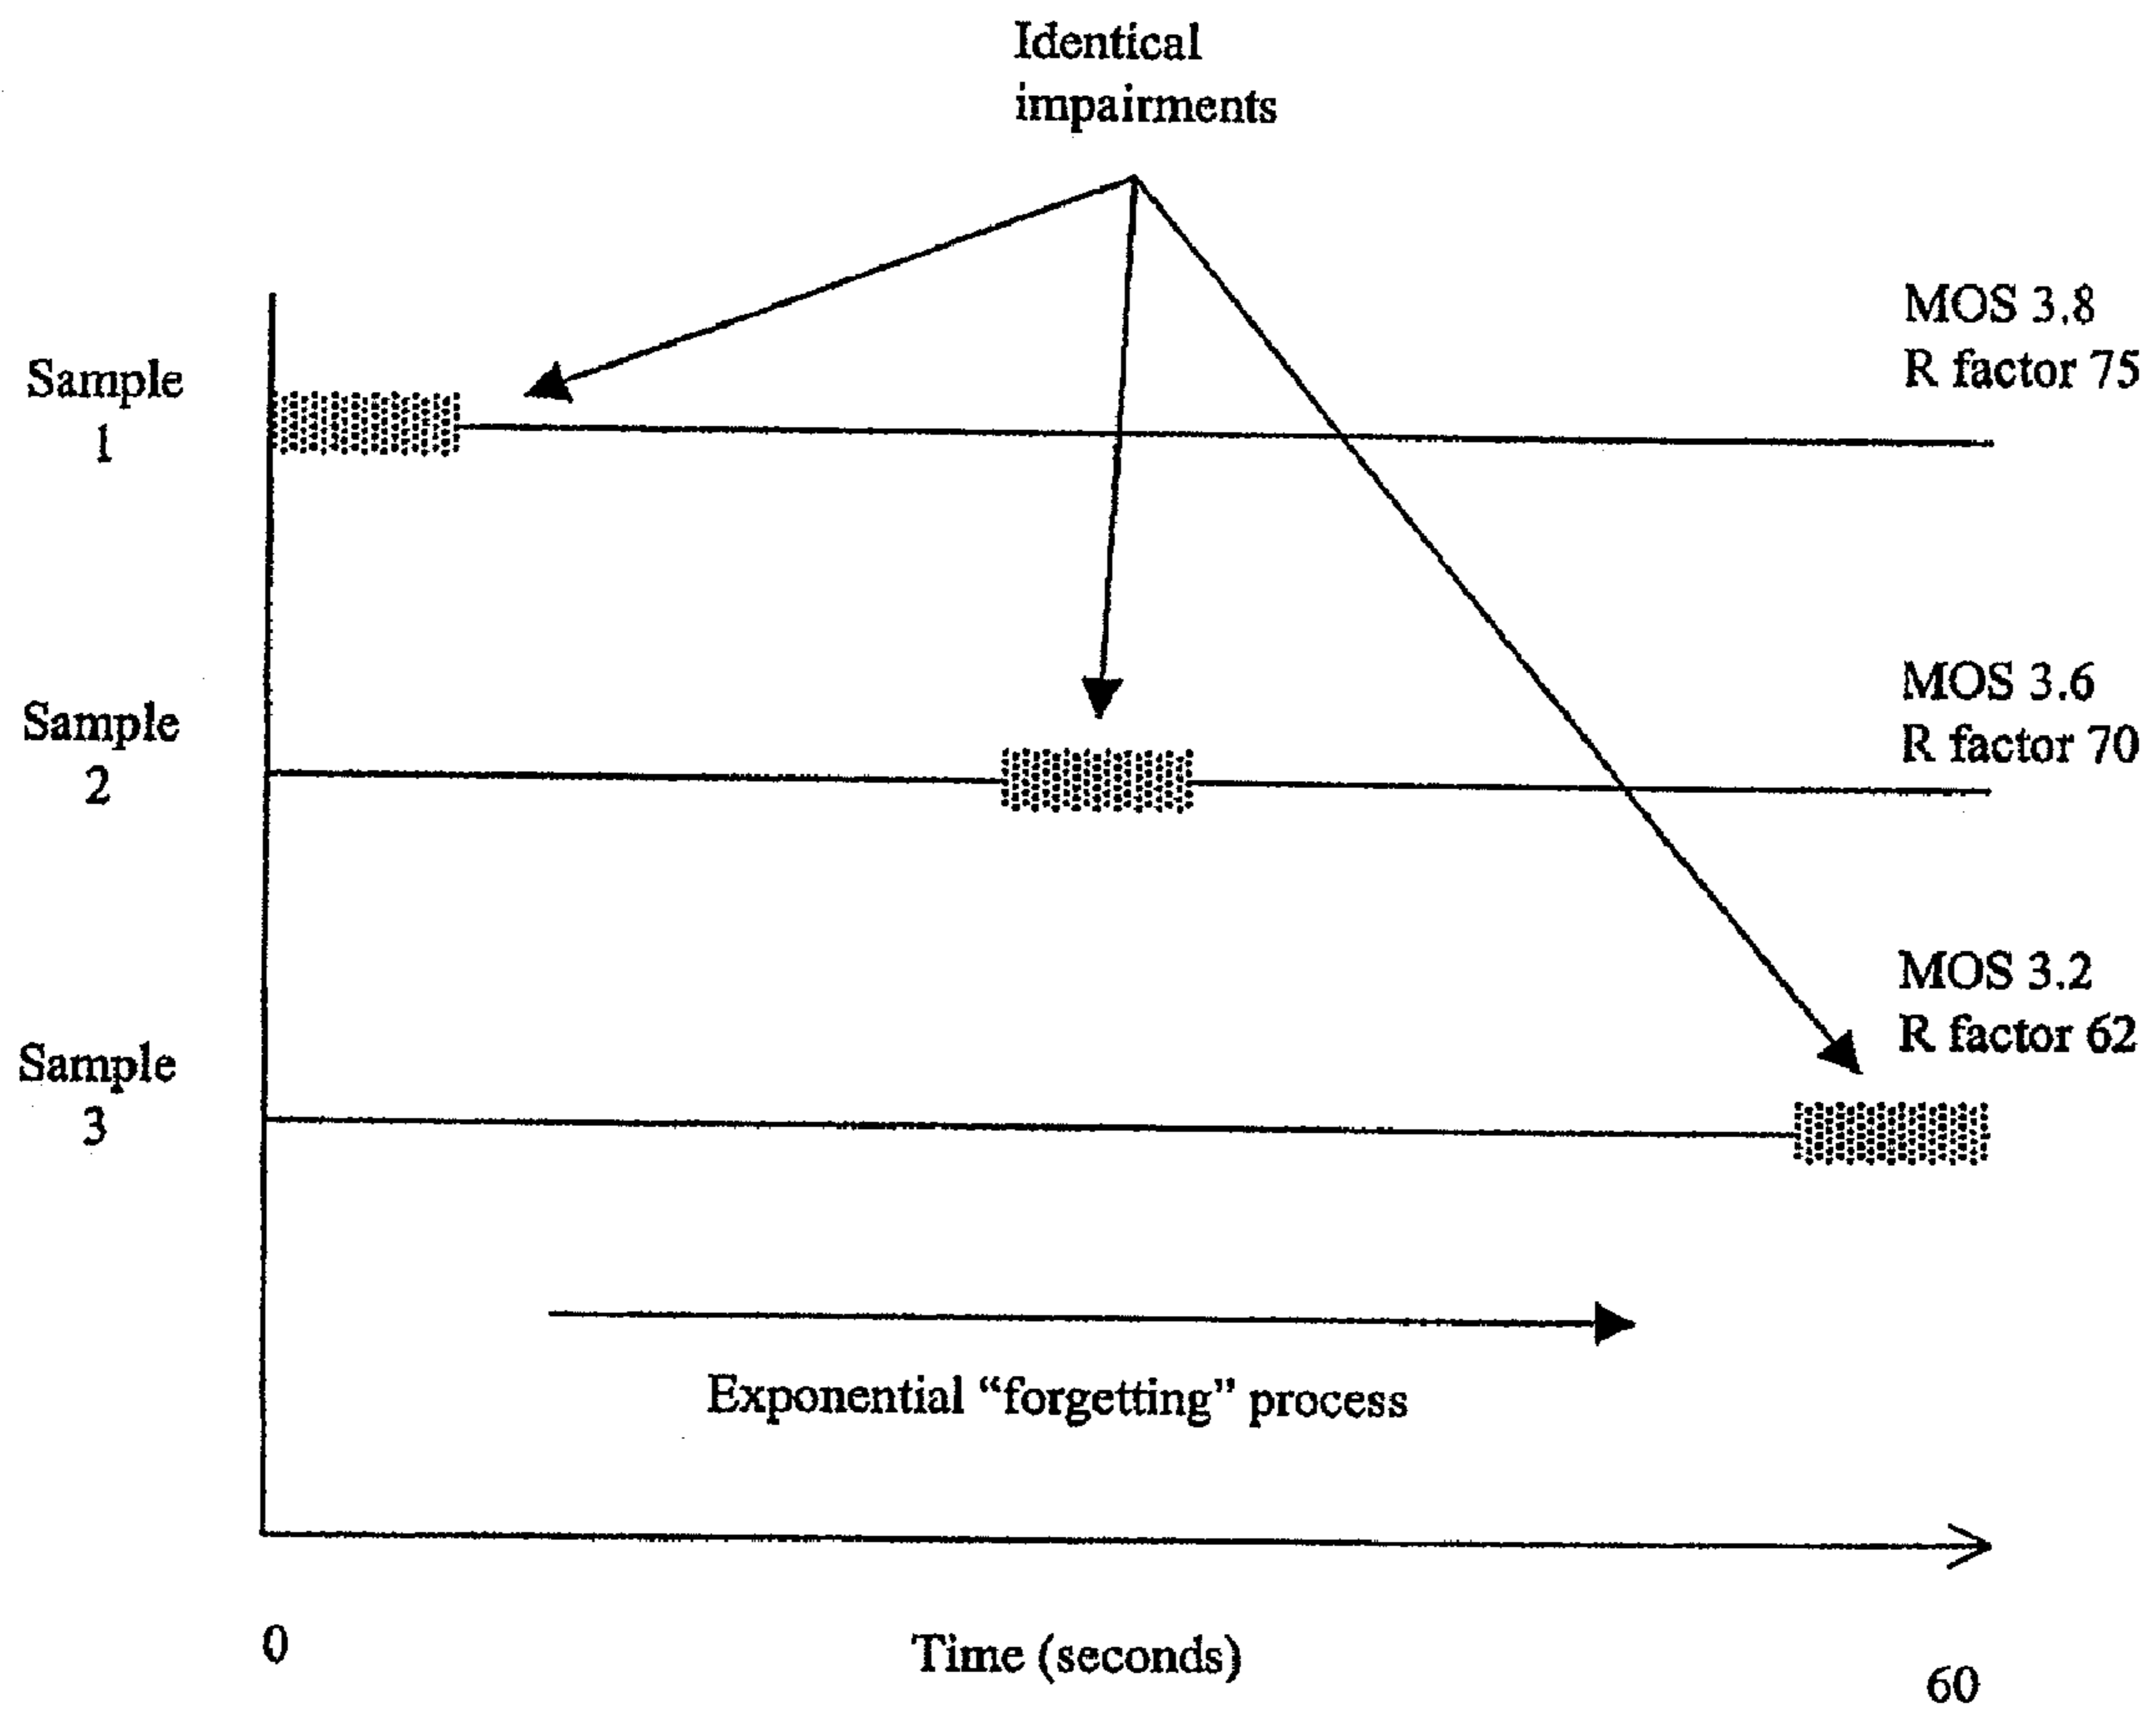 Identical
impairments
MOS 3.8
R factor 75
Sample
1
MOS 3.6
R factor 70
Sample
2
MOS 3.2
R factor 62
Sample
3
Exponential “forgetting” process
0
Time (seconds)
60